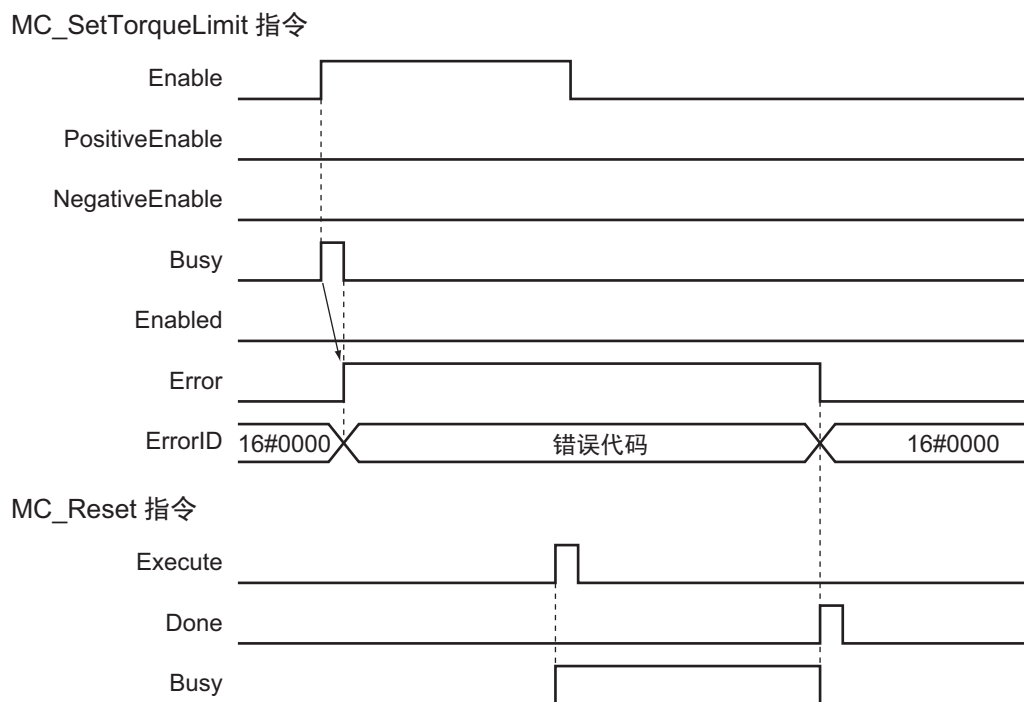 MC_SetTorqueLimit 指令
Enable
PositiveEnable
NegativeEnable
Busy
Enabled
Error
ErrorID 16#0000 错误代码 16#0000
MC_Reset 指令
Execute
Done
Busy